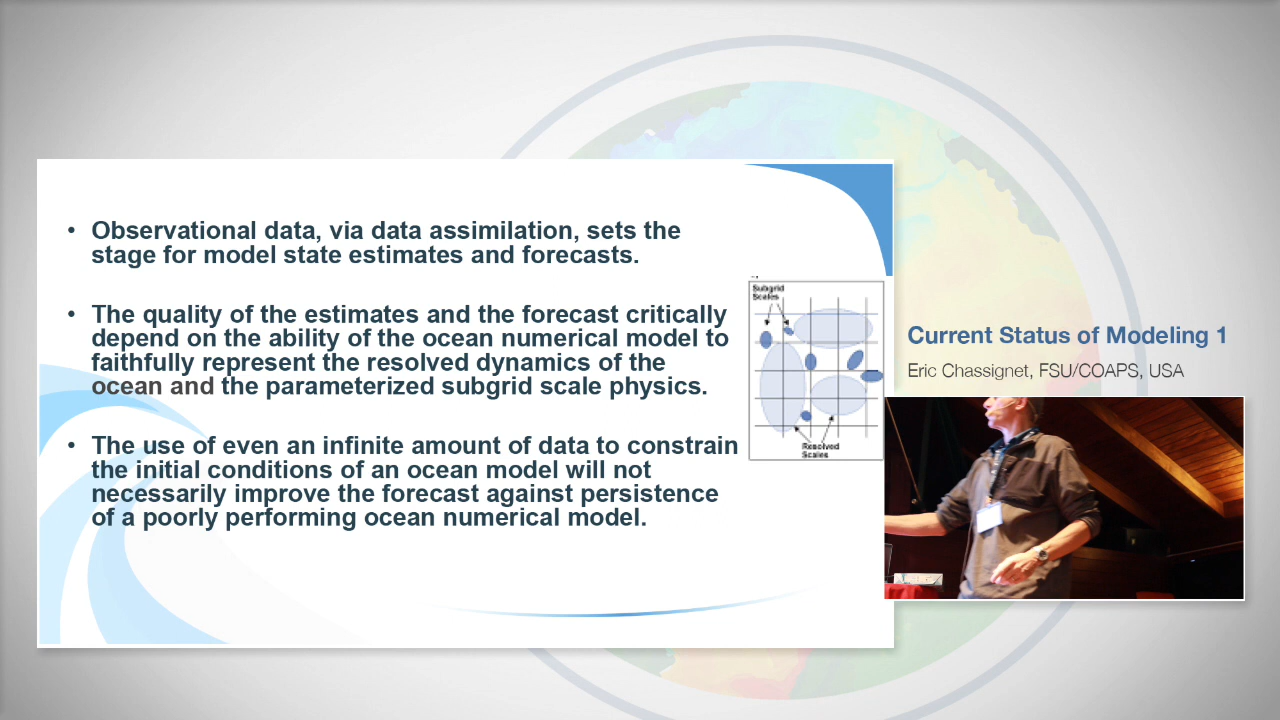 • Observational data, via data assimilation, sets the
stage for model state estimates and forecasts.
• The quality of the estimates and the forecast critically
depend on the ability of the ocean numerical model to
faithfully represent the resolved dynamics of the
ocean and the parameterized subgrid scale physics.
• The use of even an infinite amount of data to constrain
the initial conditions of an ocean model will not
necessarily improve the forecast against persistence
of a poorly performing ocean numerical model.
Subgrid
Scales
Resolved
Scales
Current Status of Modeling 1
Eric Chassignet, FSU/COAPS, USA